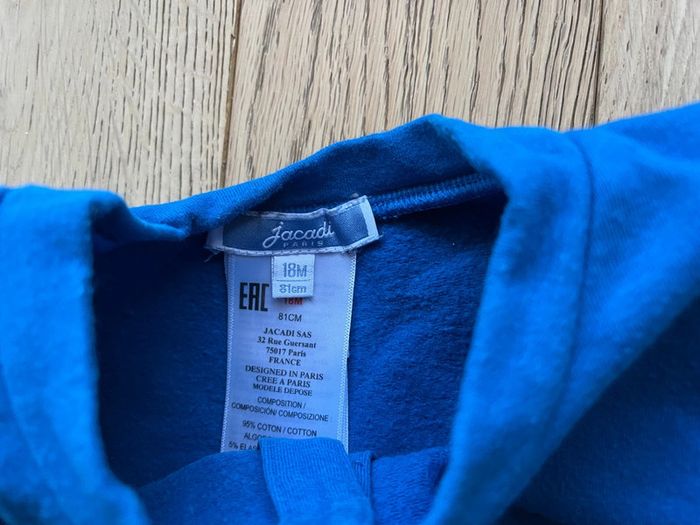 Jacadi
PARIS
18M
81cm
EAC
18M
81CM
JACADI SAS
32 Rue Guersant
75017 Paris
FRANCE
DESIGNED IN PARIS
CREE A PARIS
MODELE DEPOSE
COMPOSITION /
COMPOSICIÓN/ COMPOSIZIONE
95% COTON / COTTON
5%